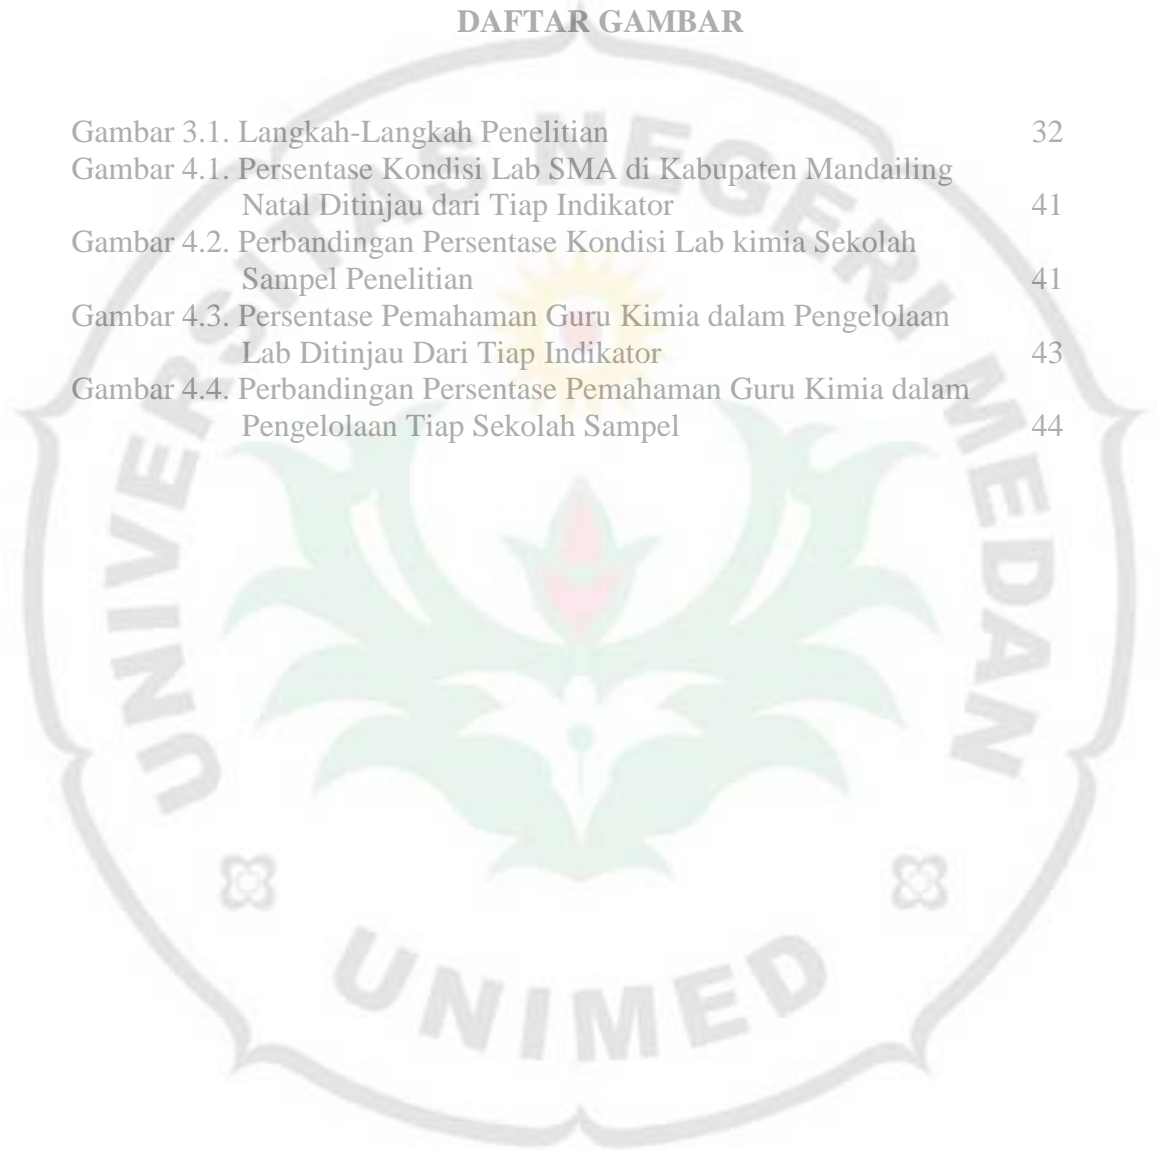 DAFTAR GAMBAR
Gambar 3.1. Langkah-Langkah Penelitian 32
Gambar 4.1. Persentase Kondisi Lab SMA di Kabupaten Mandailing
Natal Ditinjau dari Tiap Indikator 41
Gambar 4.2. Perbandingan Persentase Kondisi Lab kimia Sekolah
Sampel Penelitian 41
Gambar 4.3. Persentase Pemahaman Guru Kimia dalam Pengelolaan
Lab Ditinjau Dari Tiap Indikator 43
Gambar 4.4. Perbandingan Persentase Pemahaman Guru Kimia dalam
Pengelolaan Tiap Sekolah Sampel 44
UNIVERSITAS NEGERI MEDAN
UNIMED